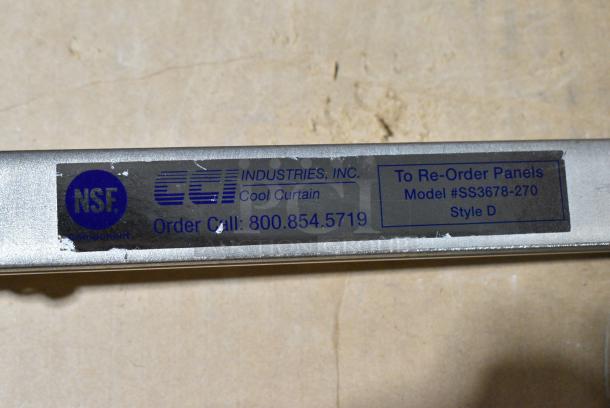 NSF
Component
CCI INDUSTRIES, INC.
Cool Curtain
Order Call: 800.854.5719
To Re-Order Panels
Model #SS3678-270
Style D